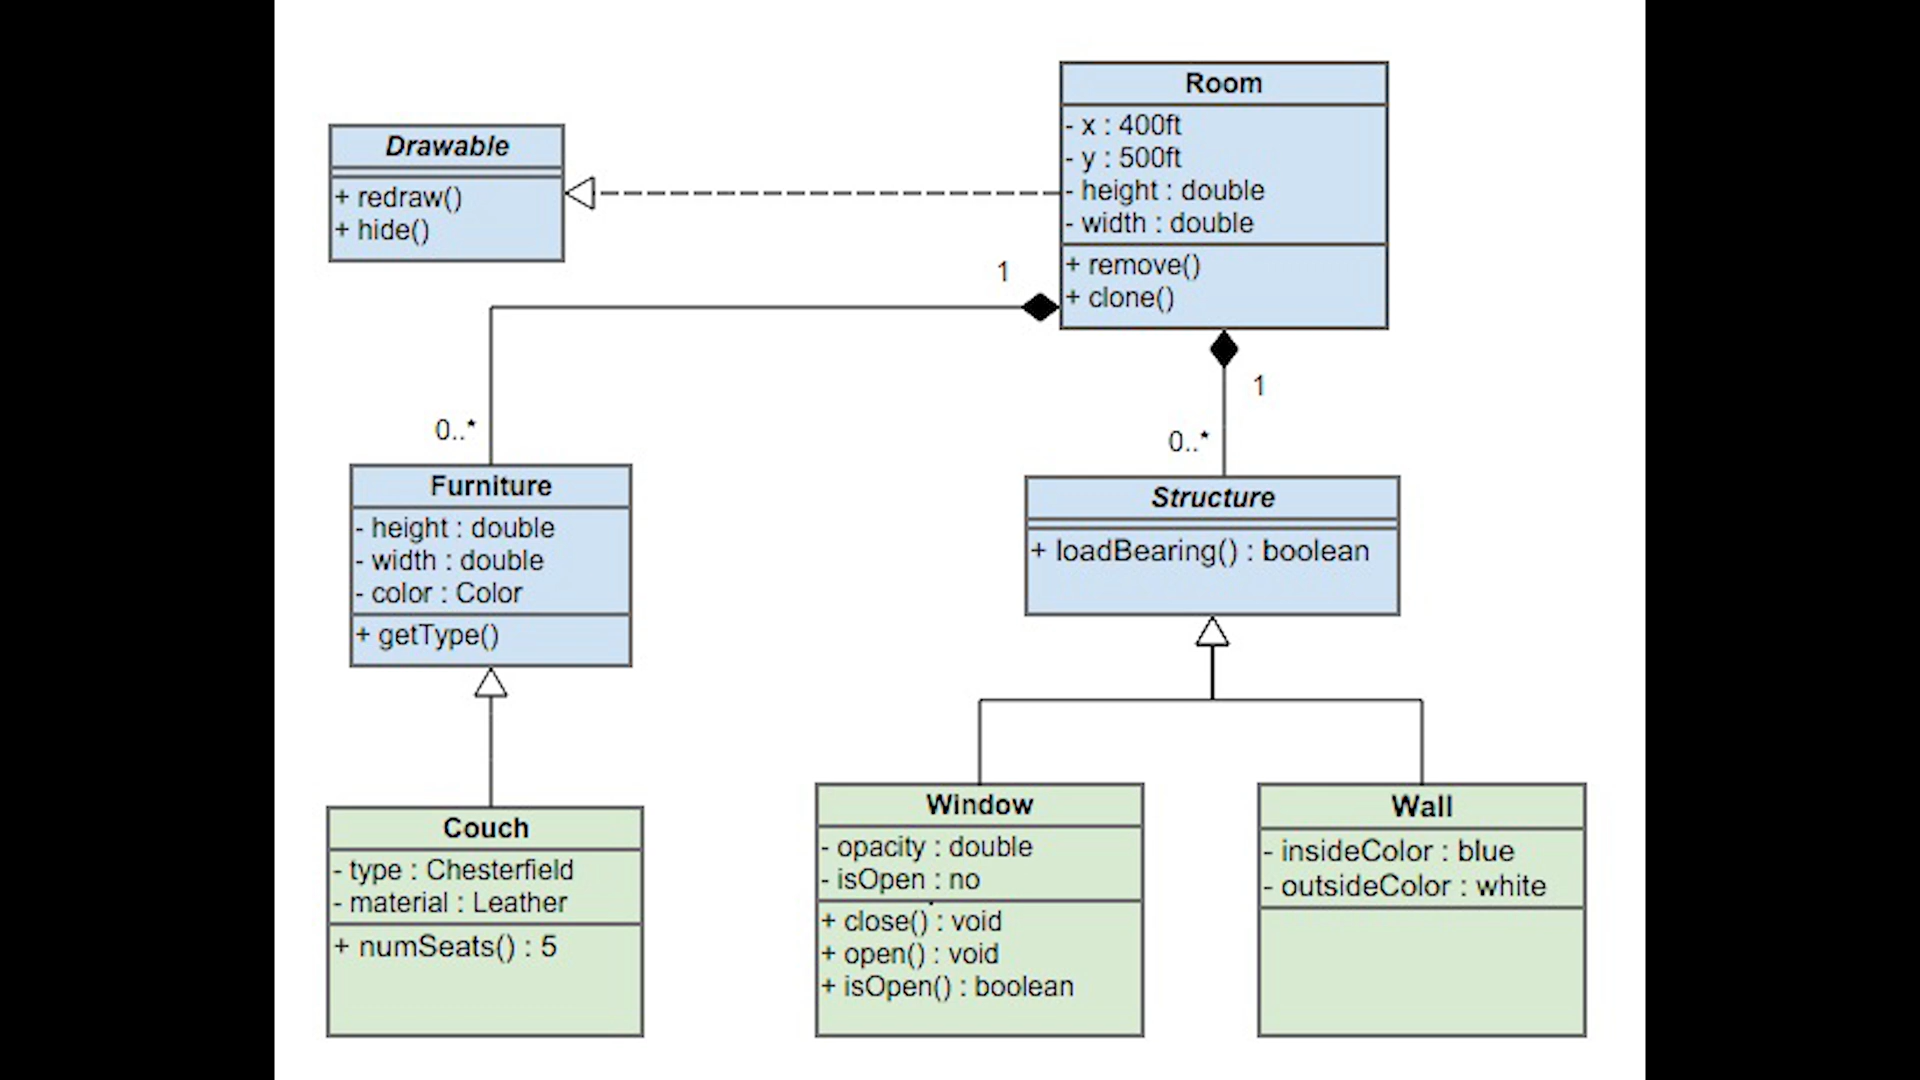 Room
- x : 400ft
- y : 500ft
- height : double
- width : double
+ remove()
+ clone()
Drawable
+ redraw()
+ hide()
1
0..*
1
0..*
Furniture
- height : double
- width : double
- color : Color
+ getType()
Structure
+ loadBearing() : boolean
Couch
- type : Chesterfield
- material : Leather
+ numSeats() : 5
Window
- opacity : double
- isOpen : no
+ close() : void
+ open() : void
+ isOpen() : boolean
Wall
- insideColor : blue
- outsideColor : white